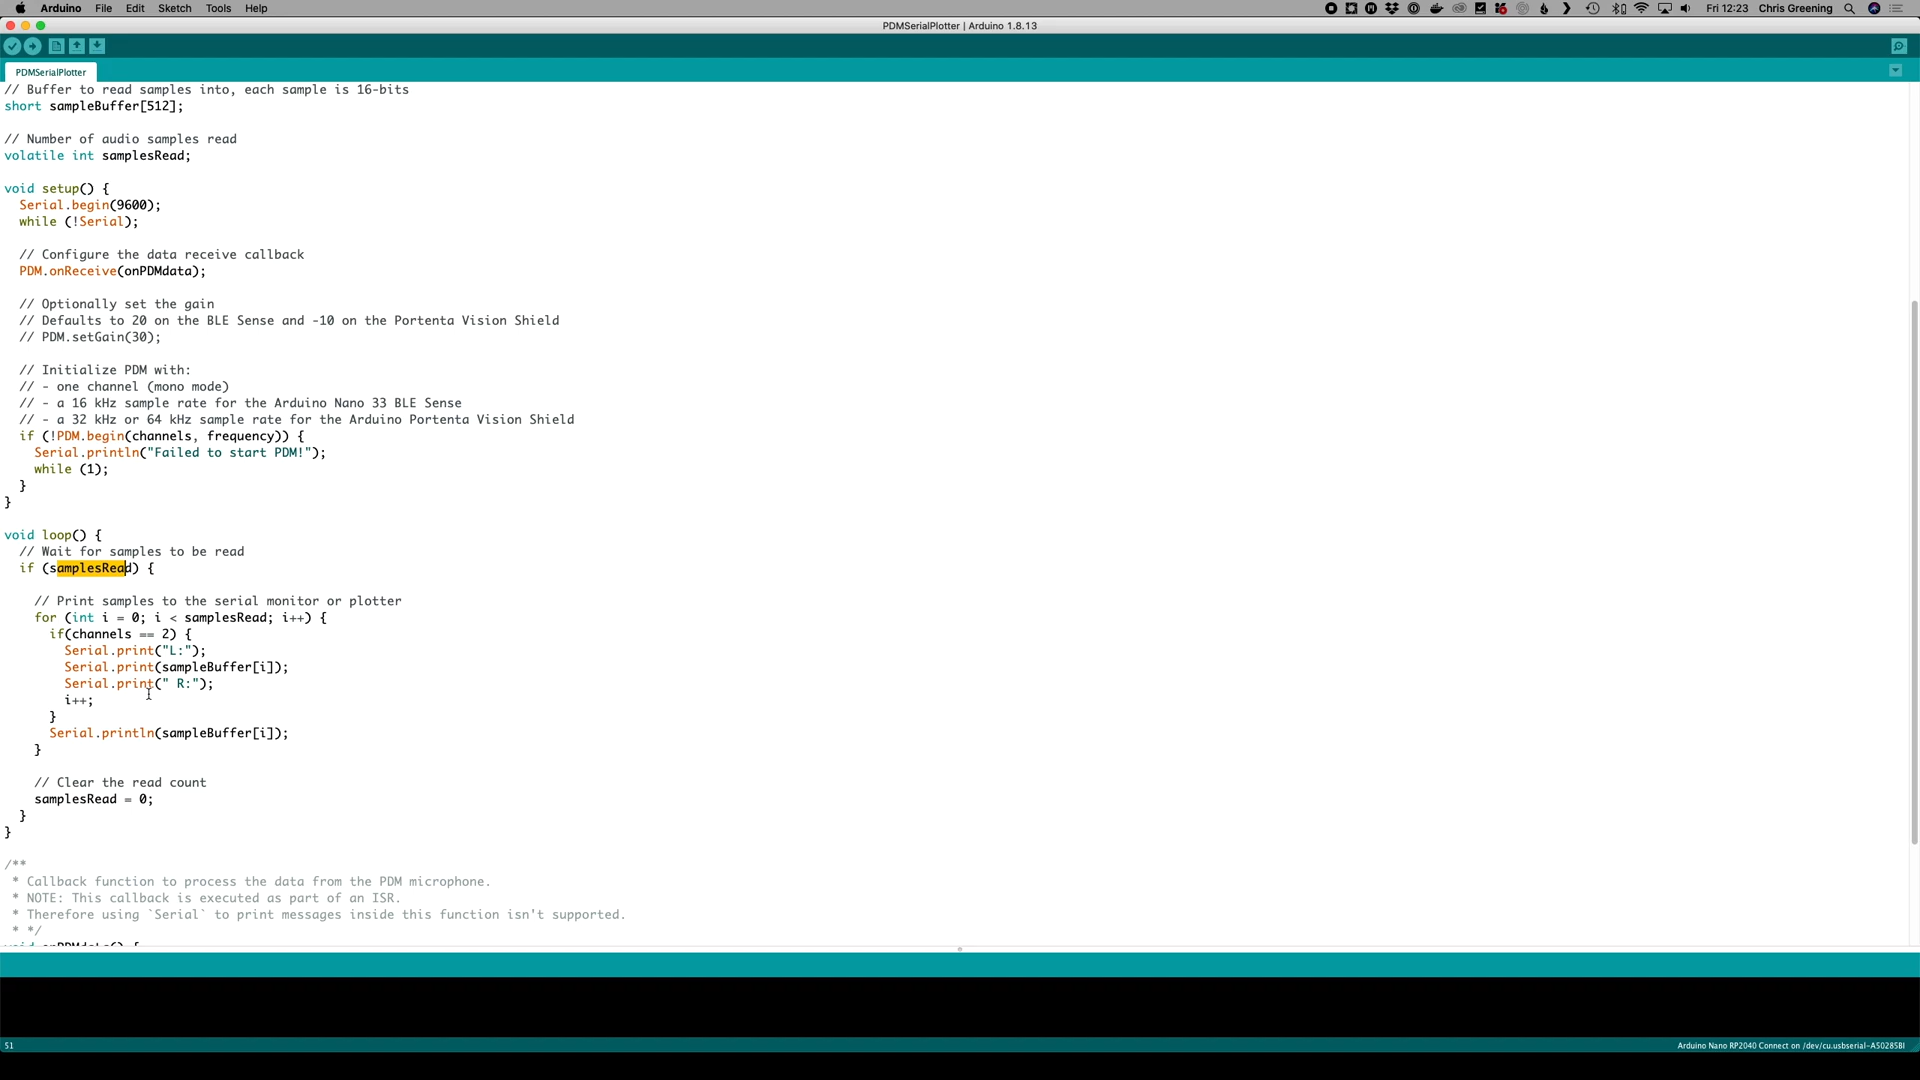 Arduino File Edit Sketch Tools Help
Fri 12:23 Chris Greening
PDMSerialPlotter | Arduino 1.8.13
PDMSerialPlotter
// Buffer to read samples into, each sample is 16-bits
short sampleBuffer[512];
// Number of audio samples read
volatile int samplesRead;
void setup() {
Serial.begin(9600);
while (!Serial);
// Configure the data receive callback
PDM.onReceive(onPDMdata);
// Optionally set the gain
// Defaults to 20 on the BLE Sense and -10 on the Portenta Vision Shield
// PDM.setGain(30);
// Initialize PDM with:
// - one channel (mono mode)
// - a 16 kHz sample rate for the Arduino Nano 33 BLE Sense
// - a 32 kHz or 64 kHz sample rate for the Arduino Portenta Vision Shield
if (!PDM.begin(channels, frequency)) {
Serial.println("Failed to start PDM!");
while (1);
}
}
void loop() {
// Wait for samples to be read
if (samplesRead) {
// Print samples to the serial monitor or plotter
for (int i = 0; i < samplesRead; i++) {
if(channels == 2) {
Serial.print("L:");
Serial.print(sampleBuffer[i]);
Serial.print(" R:");
i++;
}
Serial.println(sampleBuffer[i]);
}
// Clear the read count
samplesRead = 0;
}
}
/**
* Callback function to process the data from the PDM microphone.
* NOTE: This callback is executed as part of an ISR.
* Therefore using `Serial` to print messages inside this function isn't supported.
* */
void onPDMdata() {
51
Arduino Nano RP2040 Connect on /dev/cu.usbserial-A50285BI